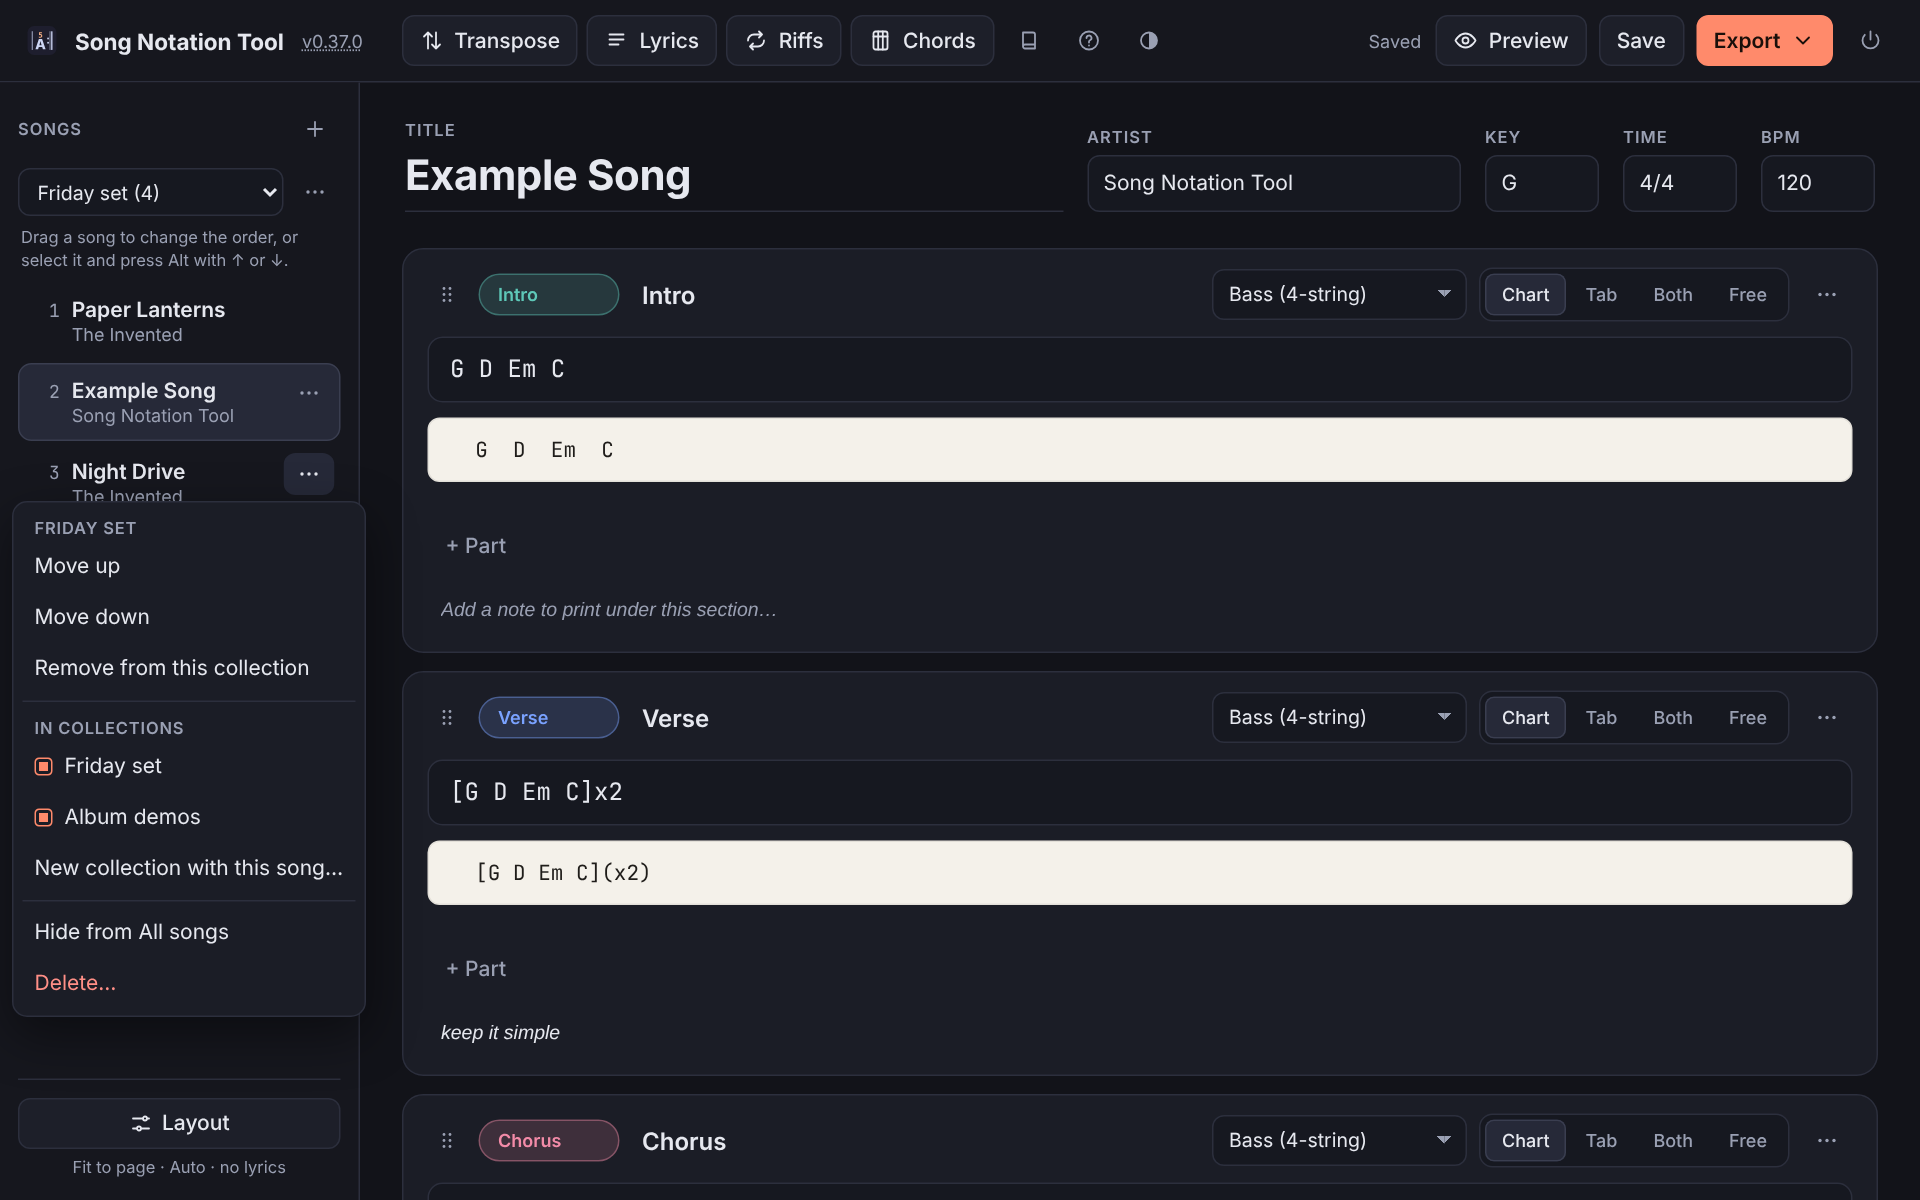 Song Notation Tool v0.37.0
Transpose
Lyrics
Riffs
Chords
Saved
Preview
Save
Export
SONGS
Friday set (4)
Drag a song to change the order, or
select it and press Alt with ↑ or ↓.
1 Paper Lanterns
The Invented
2 Example Song
Song Notation Tool
3 Night Drive
The Invented
FRIDAY SET
Move up
Move down
Remove from this collection
IN COLLECTIONS
Friday set
Album demos
New collection with this song...
Hide from All songs
Delete...
Layout
Fit to page · Auto · no lyrics
TITLE
Example Song
ARTIST
Song Notation Tool
KEY
G
TIME
4/4
BPM
120
Intro
Intro
Bass (4-string)
Chart Tab Both Free
G D Em C
G D Em C
+ Part
Add a note to print under this section…
Verse
Verse
Bass (4-string)
Chart Tab Both Free
[G D Em C]x2
[G D Em C](x2)
+ Part
keep it simple
Chorus
Chorus
Bass (4-string)
Chart Tab Both Free